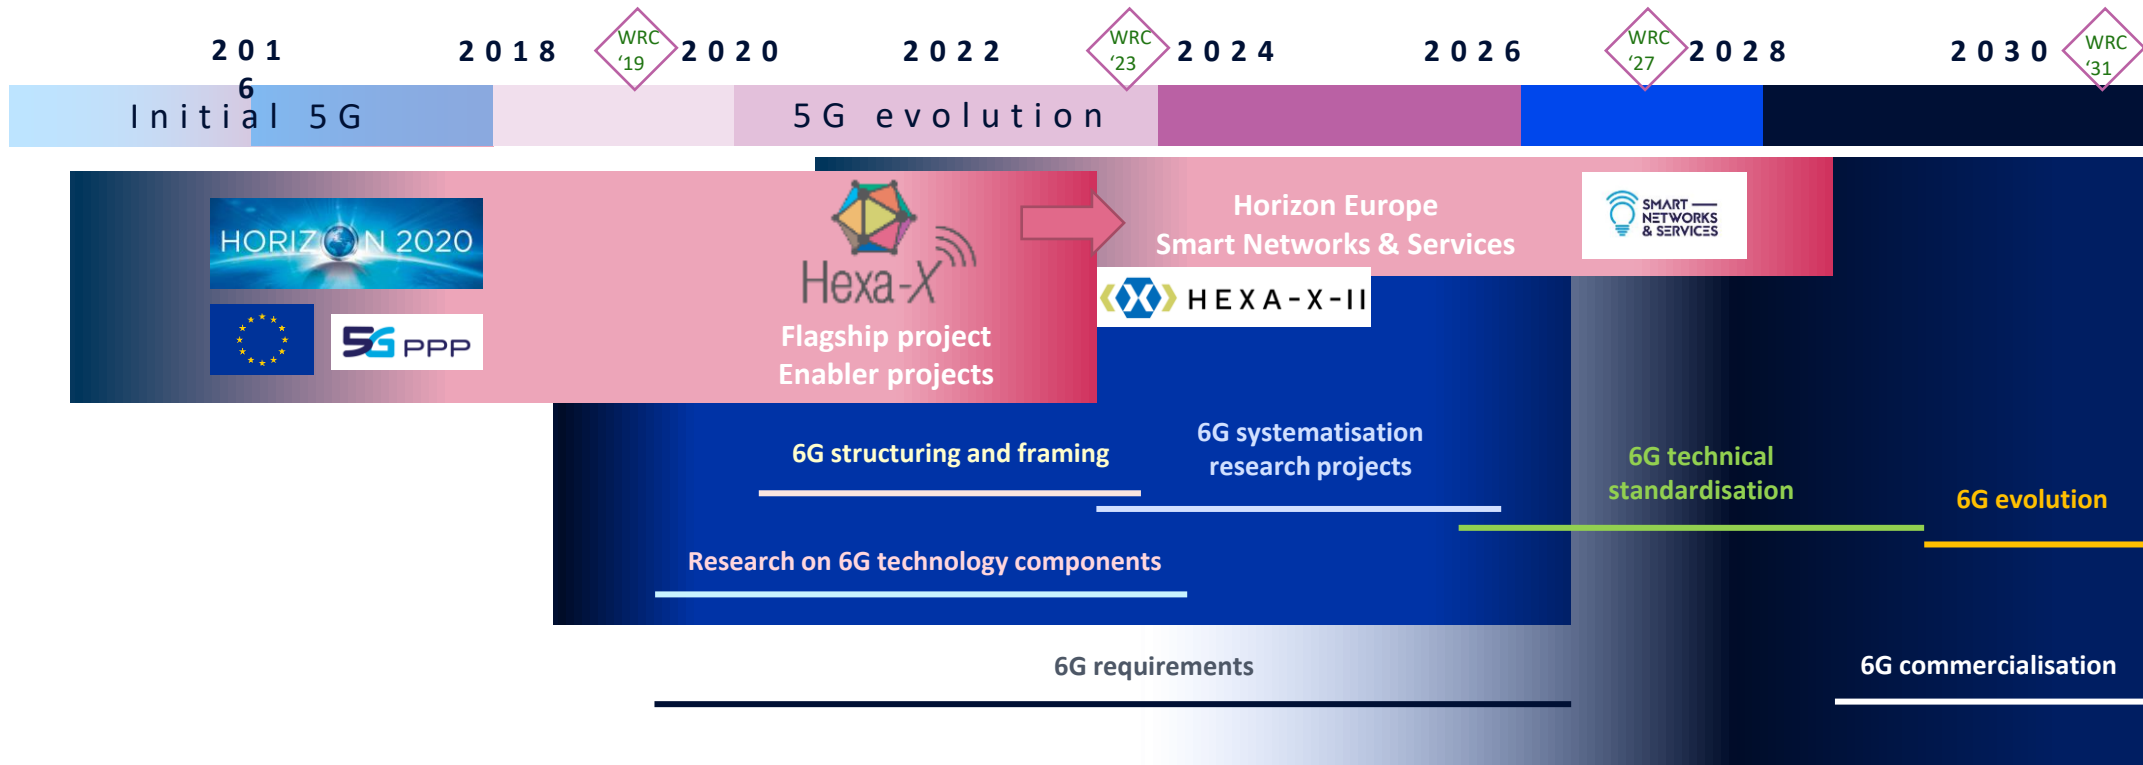 201
6
2018
WRC
‘19
2020
2022
WRC
‘23
2024
2026
WRC
‘27
2028
2030
WRC
‘31
Initial 5G
5G evolution
HORIZON 2020
5G PPP
Hexa-X
Flagship project
Enabler projects
Horizon Europe
Smart Networks & Services
SMART
NETWORKS
& SERVICES
HEXA-X-II
6G structuring and framing
6G systematisation
research projects
6G technical
standardisation
6G evolution
Research on 6G technology components
6G requirements
6G commercialisation